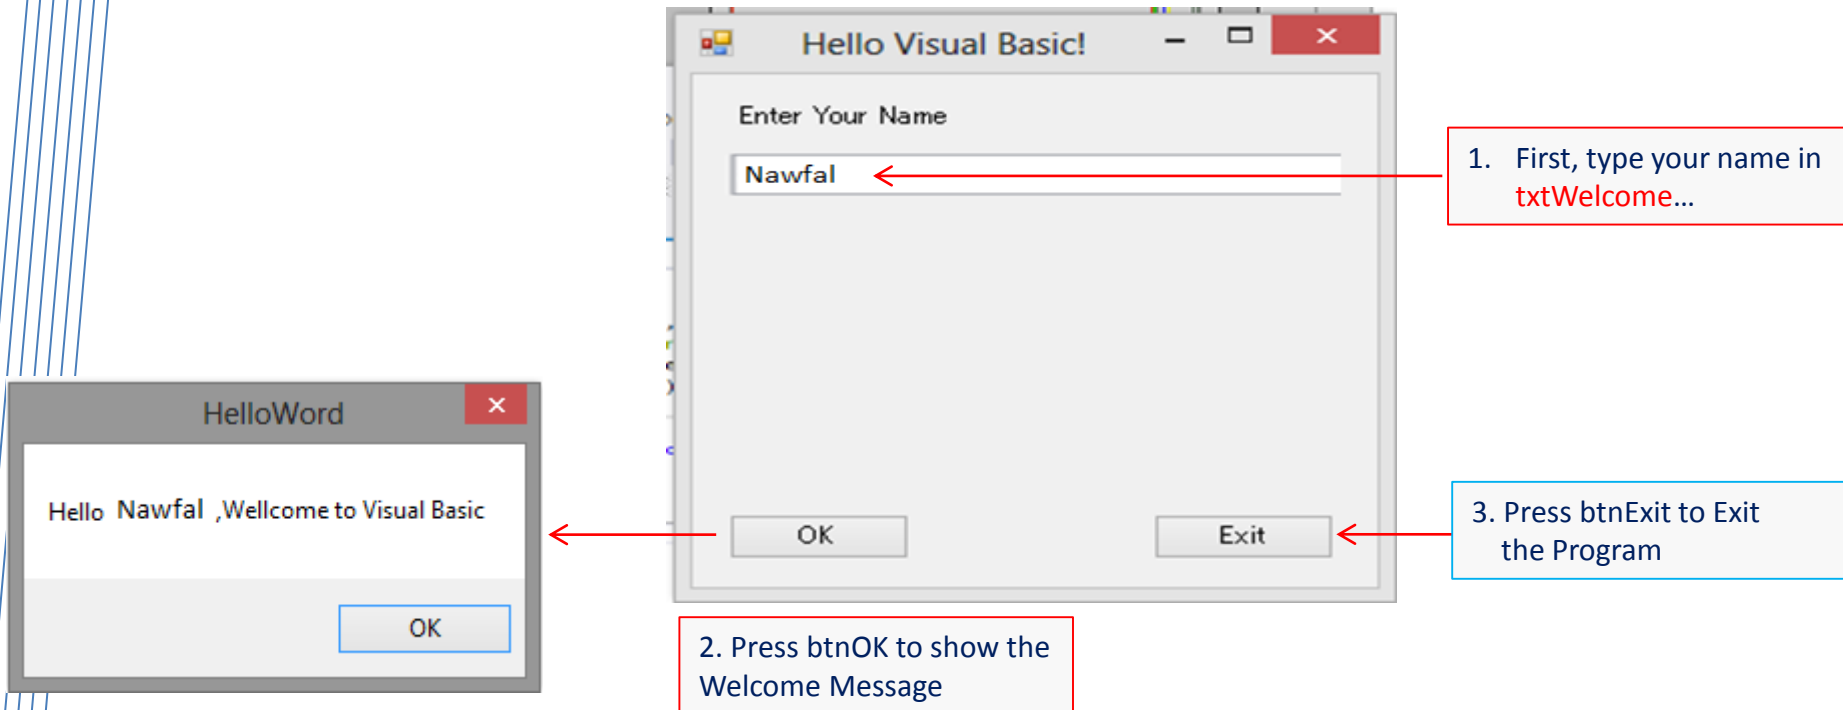 Hello Visual Basic!
Enter Your Name
Nawfal
1. First, type your name in
txtWelcome...
HelloWord
Hello Nawfal ,Wellcome to Visual Basic
OK
OK
Exit
3. Press btnExit to Exit
the Program
2. Press btnOK to show the
Welcome Message